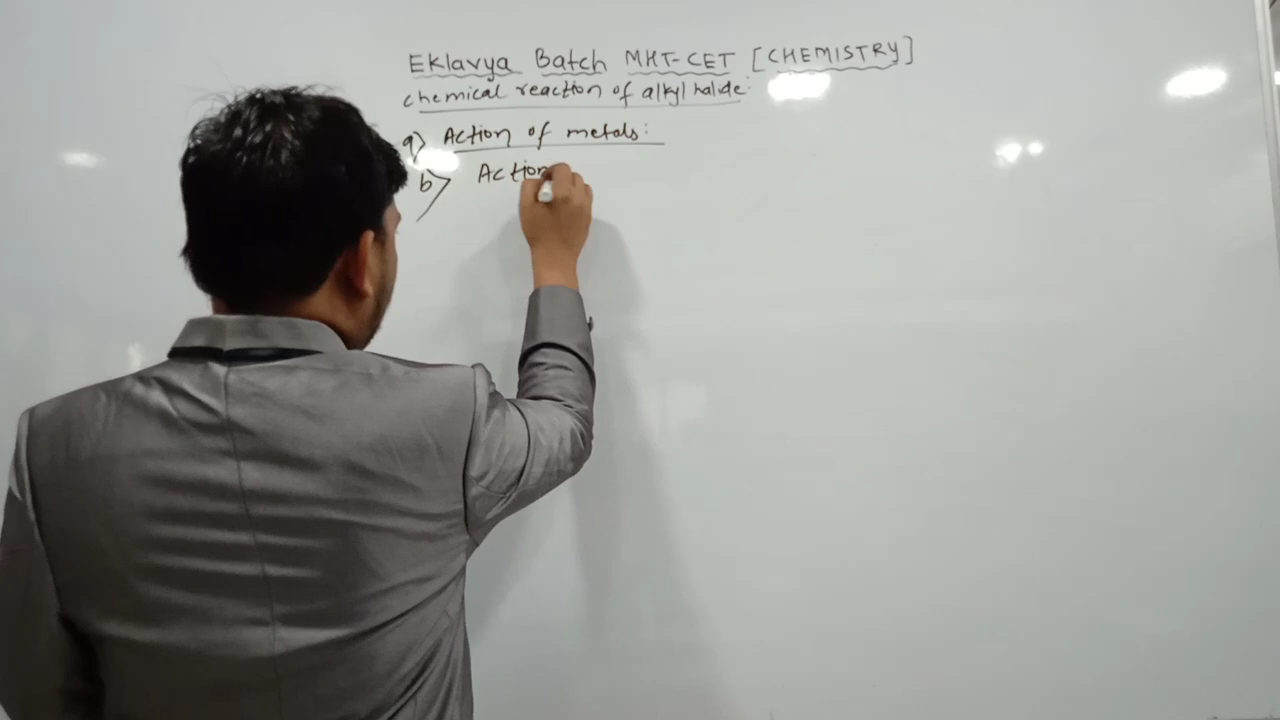 Eklavya Batch MHT-CET [CHEMISTRY]
chemical reaction of alkyl halide:
a) Action of metals:
b) Action